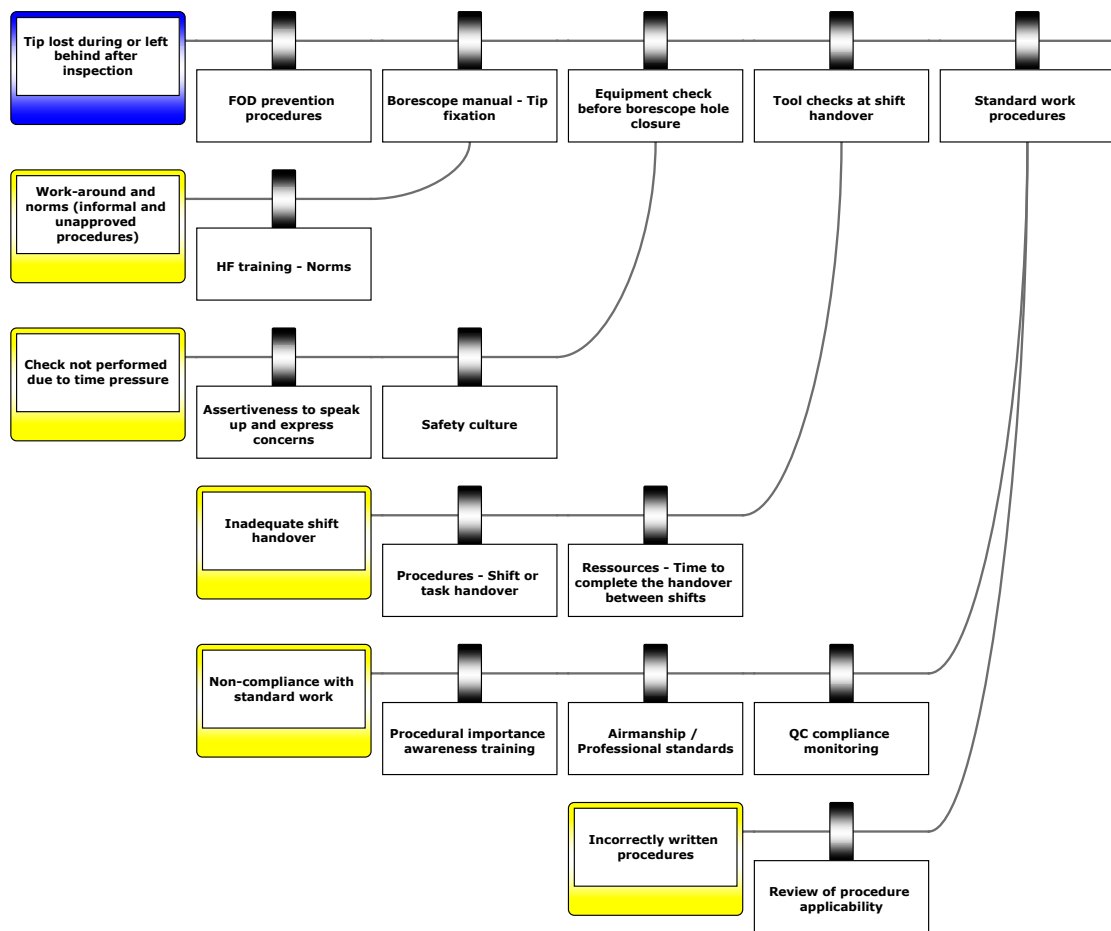 Tip lost during or left
behind after
inspection
FOD prevention
procedures
Borescope manual - Tip
fixation
Equipment check
before borescope hole
closure
Tool checks at shift
handover
Standard work
procedures
Work-around and
norms (informal and
unapproved
procedures)
HF training - Norms
Check not performed
due to time pressure
Assertiveness to speak
up and express
concerns
Safety culture
Inadequate shift
handover
Procedures - Shift or
task handover
Ressources - Time to
complete the handover
between shifts
Non-compliance with
standard work
Procedural importance
awareness training
Airmanship /
Professional standards
QC compliance
monitoring
Incorrectly written
procedures
Review of procedure
applicability